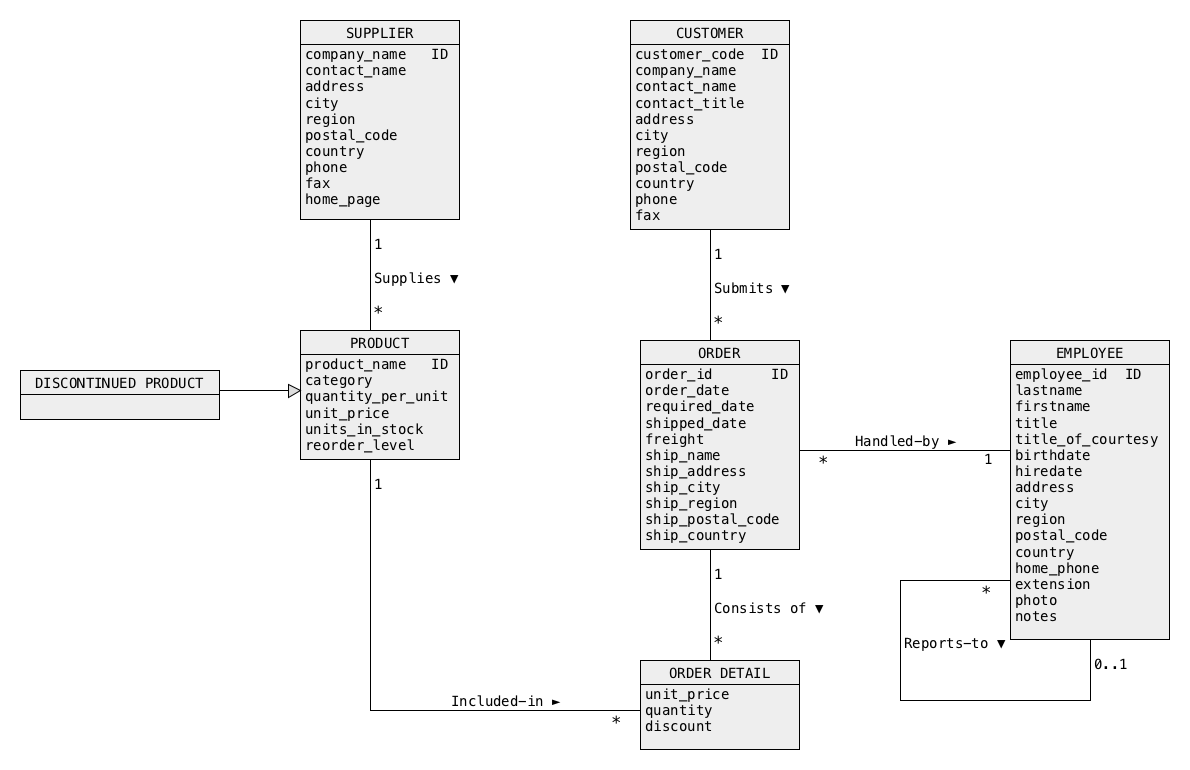 SUPPLIER
company_name ID
contact_name
address
city
region
postal_code
country
phone
fax
home_page
CUSTOMER
customer_code ID
company_name
contact_name
contact_title
address
city
region
postal_code
country
phone
fax
1
Supplies ▼
*
1
Submits ▼
*
DISCONTINUED PRODUCT
PRODUCT
product_name ID
category
quantity_per_unit
unit_price
units_in_stock
reorder_level
ORDER
order_id ID
order_date
required_date
shipped_date
freight
ship_name
ship_address
ship_city
ship_region
ship_postal_code
ship_country
Handled-by ►
*
1
EMPLOYEE
employee_id ID
lastname
firstname
title
title_of_courtesy
birthdate
hiredate
address
city
region
postal_code
country
home_phone
extension
photo
notes
*
Reports-to ▼
0..1
1
1
Consists of ▼
*
Included-in ►
*
ORDER DETAIL
unit_price
quantity
discount